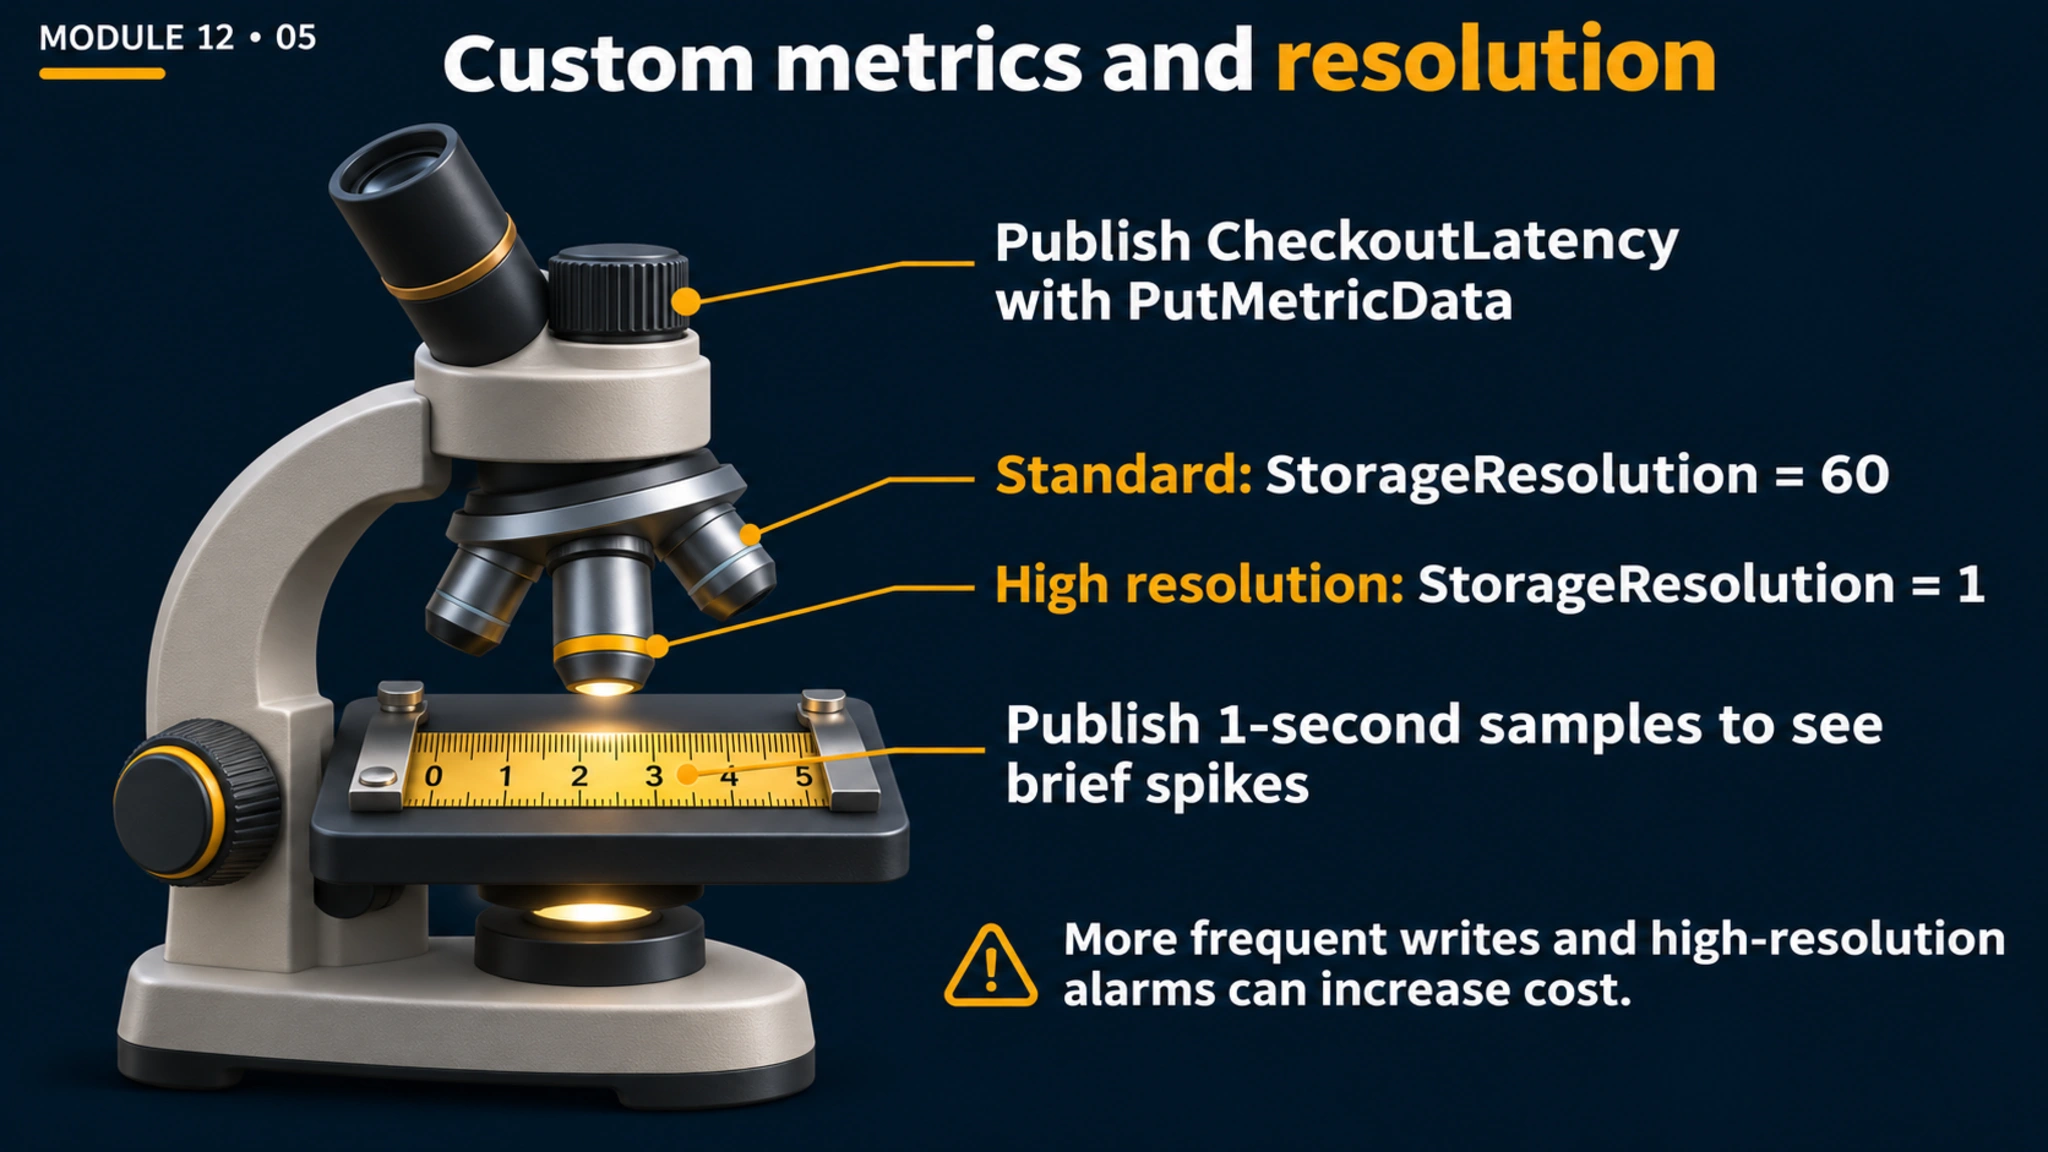 MODULE 12 • 05
Custom metrics and resolution
Publish CheckoutLatency
with PutMetricData
Standard: StorageResolution = 60
High resolution: StorageResolution = 1
Publish 1-second samples to see
brief spikes
0 1 2 3 4 5
More frequent writes and high-resolution
alarms can increase cost.